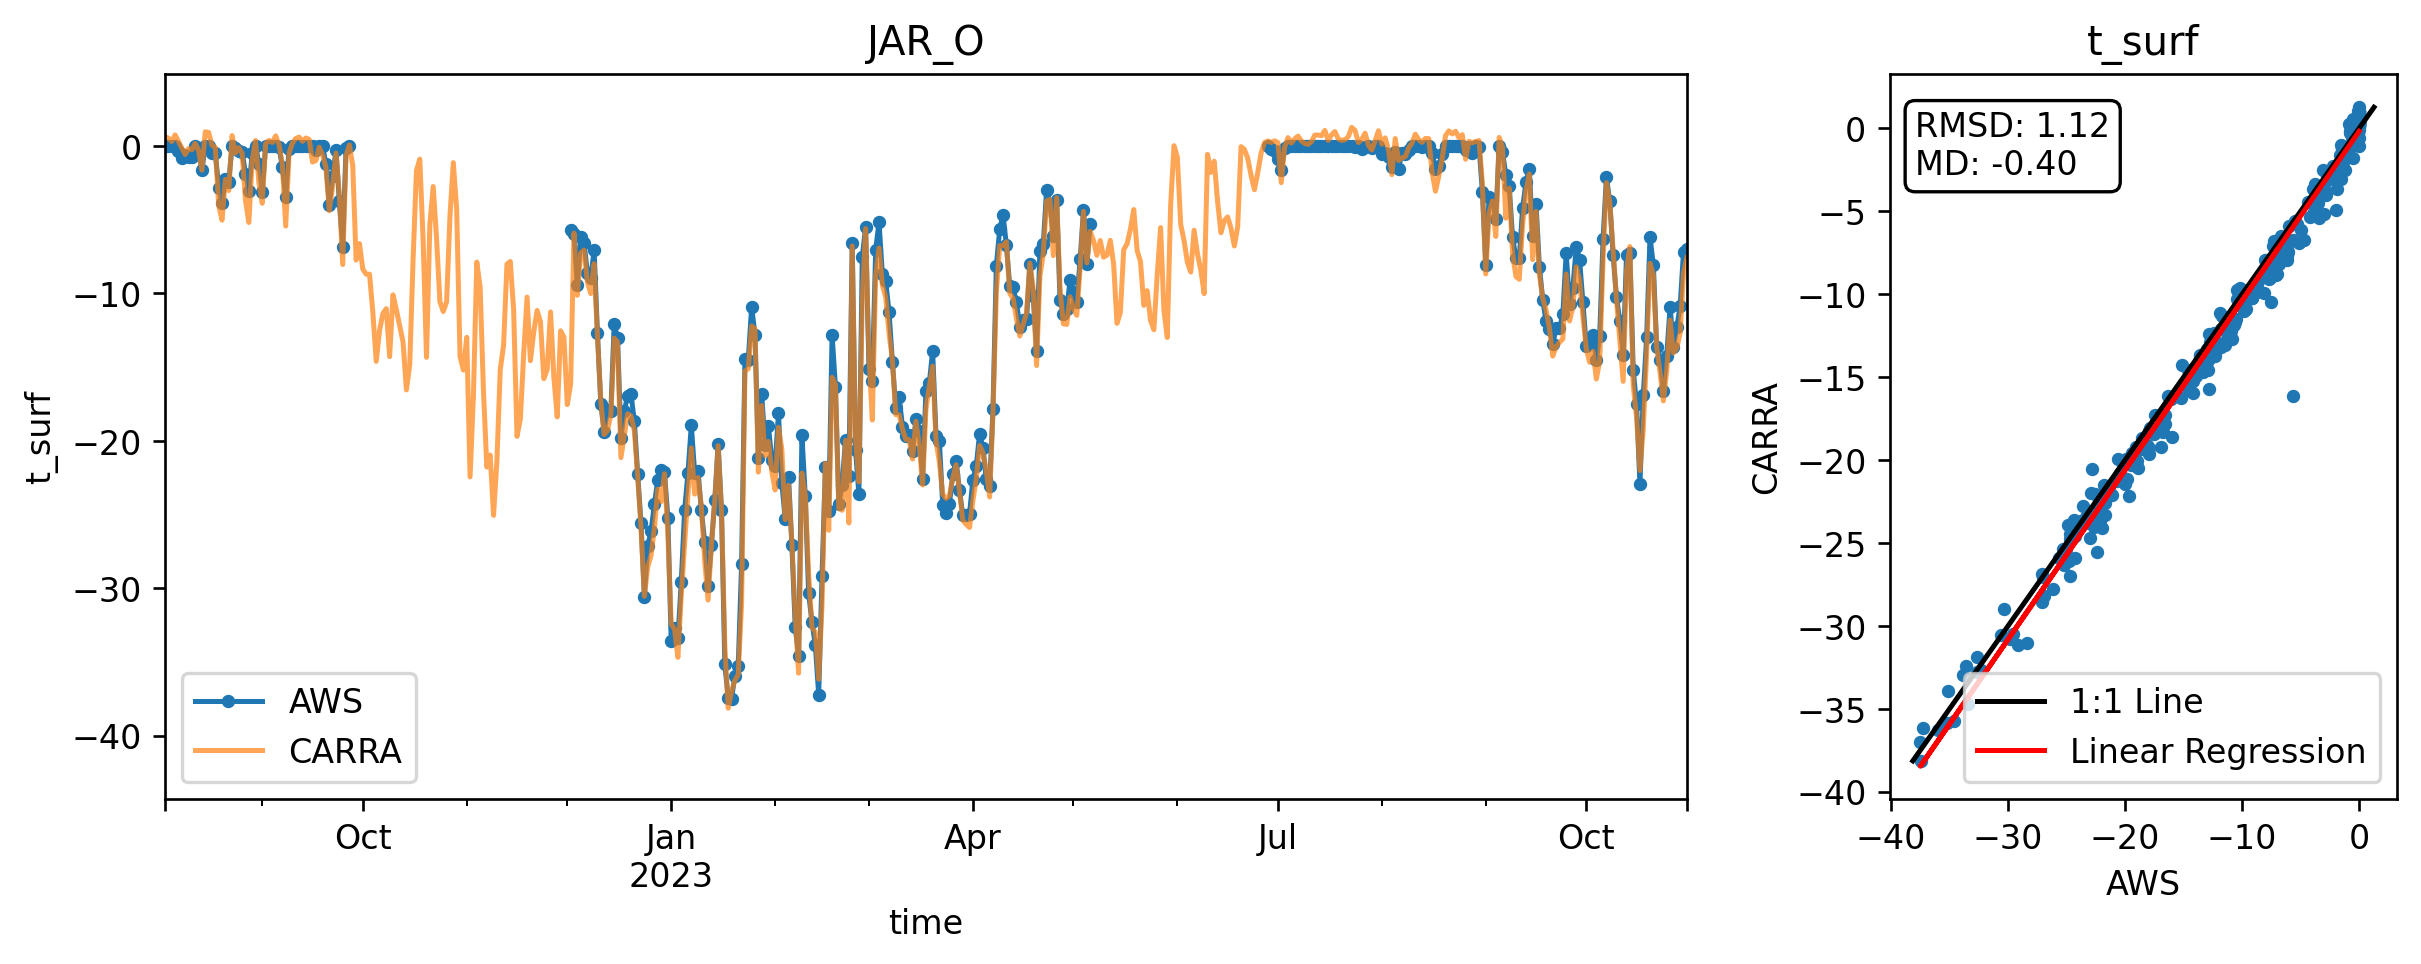 JAR_O
t_surf
0
−10
−20
−30
−40
t_surf
AWS
CARRA
Oct
Jan
2023
Apr
Jul
Oct
time
t_surf
RMSD: 1.12
MD: -0.40
0
−5
−10
−15
−20
−25
−30
−35
−40
CARRA
1:1 Line
Linear Regression
−40
−30
−20
−10
0
AWS